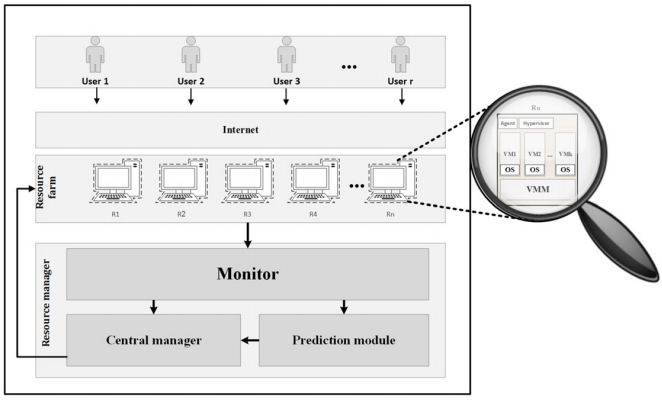 User 1 User 2 User 3 ... User r
Internet
Resource farm
R1 R2 R3 R4 ... Rn
Resource manager
Monitor
Central manager Prediction module
Rn
Agent Hypervicer
VM1 VM2 ... VMk
OS OS OS
VMM